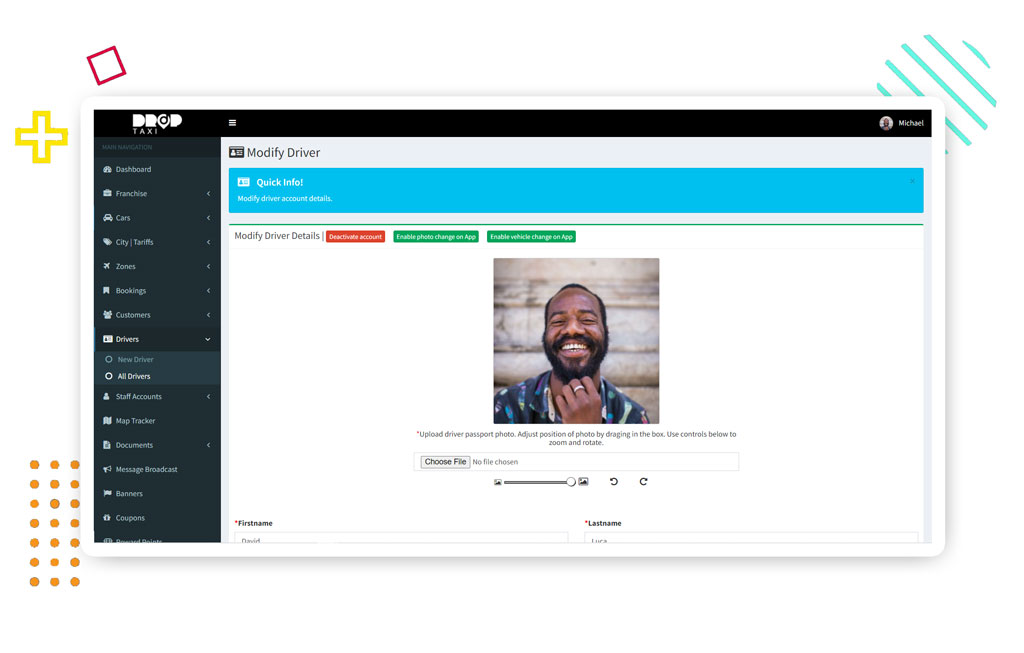 DROP
TAXI
Michael
MAIN NAVIGATION
Dashboard
Franchise
Cars
City | Tariffs
Zones
Bookings
Customers
Drivers
New Driver
All Drivers
Staff Accounts
Map Tracker
Documents
Message Broadcast
Banners
Coupons
Reward Points
Modify Driver
Quick Info!
×
Modify driver account details.
Modify Driver Details | Deactivate account Enable photo change on App Enable vehicle change on App
*Upload driver passport photo. Adjust position of photo by draging in the box. Use controls below to
zoom and rotate.
Choose File No file chosen
*Firstname
David
*Lastname
Luca